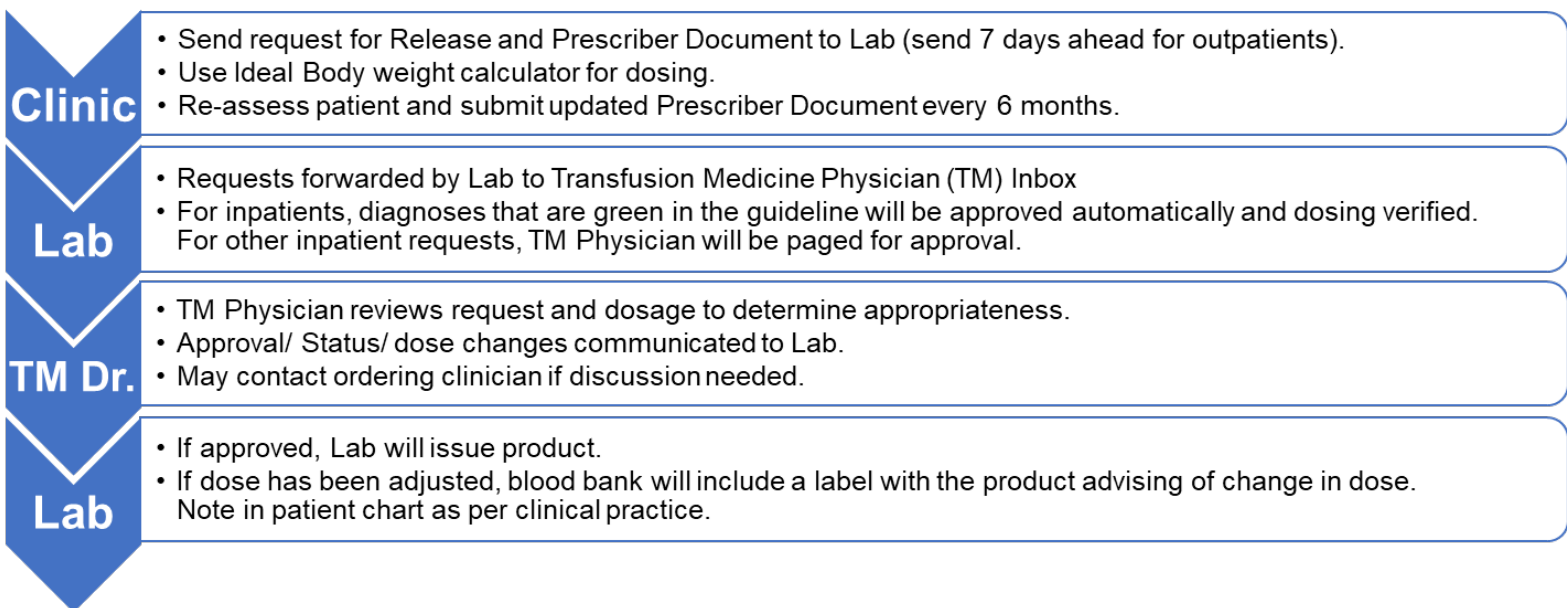 Clinic
• Send request for Release and Prescriber Document to Lab (send 7 days ahead for outpatients).
• Use Ideal Body weight calculator for dosing.
• Re-assess patient and submit updated Prescriber Document every 6 months.
Lab
• Requests forwarded by Lab to Transfusion Medicine Physician (TM) Inbox
• For inpatients, diagnoses that are green in the guideline will be approved automatically and dosing verified.
For other inpatient requests, TM Physician will be paged for approval.
TM Dr.
• TM Physician reviews request and dosage to determine appropriateness.
• Approval/ Status/ dose changes communicated to Lab.
• May contact ordering clinician if discussion needed.
Lab
• If approved, Lab will issue product.
• If dose has been adjusted, blood bank will include a label with the product advising of change in dose.
Note in patient chart as per clinical practice.